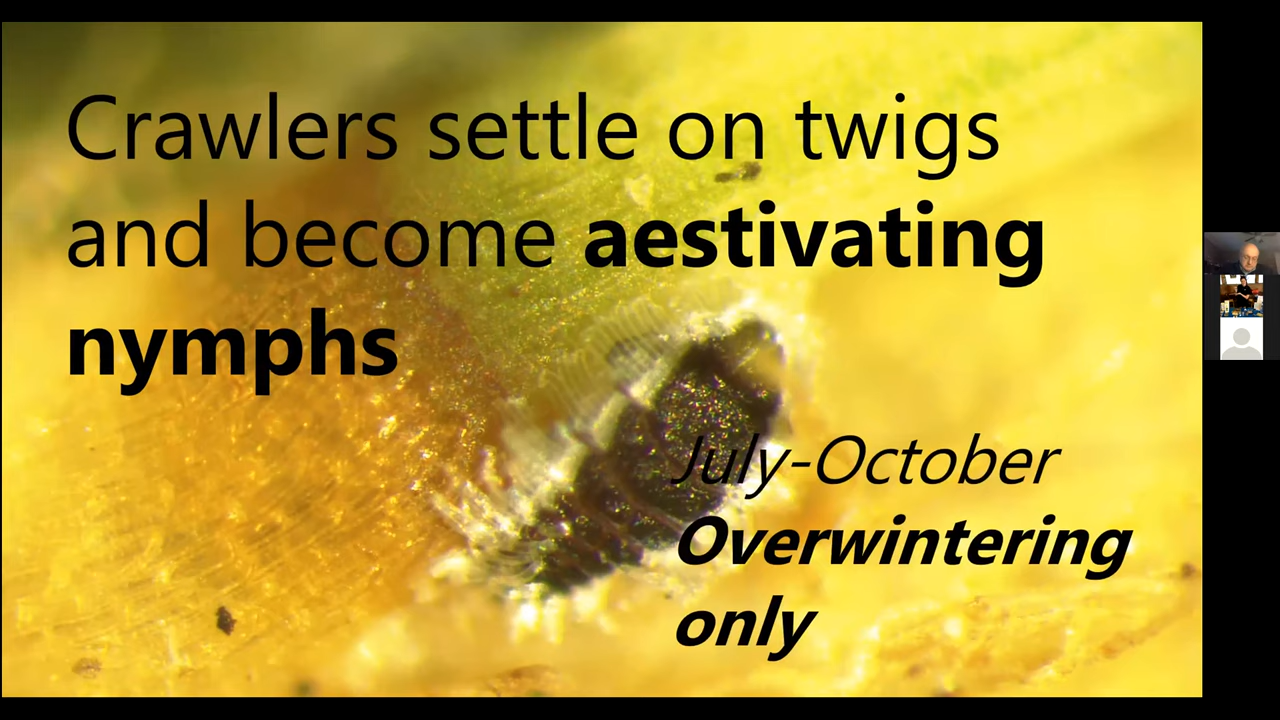 Crawlers settle on twigs
and become aestivating
nymphs
July-October
Overwintering
only